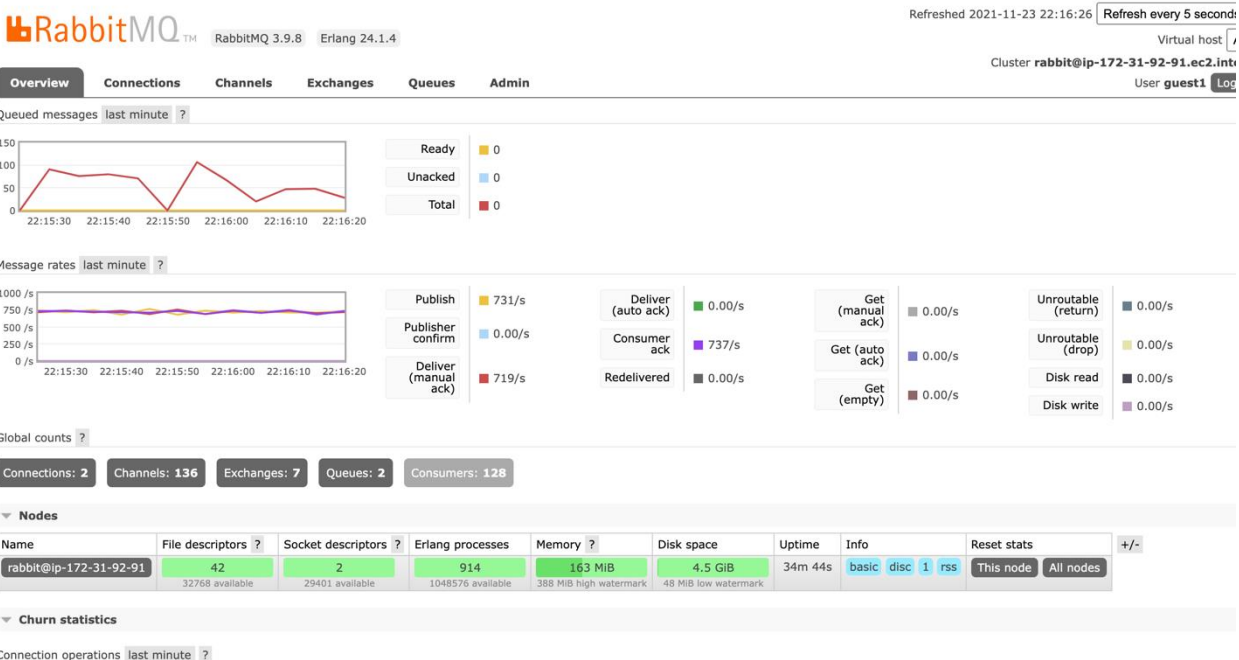 RabbitMQ TM RabbitMQ 3.9.8 Erlang 24.1.4
Refreshed 2021-11-23 22:16:26 Refresh every 5 seconds
Virtual host
Cluster rabbit@ip-172-31-92-91.ec2.inte
User guest1 Log
Overview Connections Channels Exchanges Queues Admin
Queued messages last minute ?
150
100
50
0
22:15:30 22:15:40 22:15:50 22:16:00 22:16:10 22:16:20
Ready 0
Unacked 0
Total 0
Message rates last minute ?
1000 /s
750 /s
500 /s
250 /s
0 /s
22:15:30 22:15:40 22:15:50 22:16:00 22:16:10 22:16:20
Publish 731/s
Publisher
confirm 0.00/s
Deliver
(manual
ack) 719/s
Deliver
(auto ack) 0.00/s
Consumer
ack 737/s
Redelivered 0.00/s
Get
(manual
ack) 0.00/s
Get (auto
ack) 0.00/s
Get
(empty) 0.00/s
Unroutable
(return) 0.00/s
Unroutable
(drop) 0.00/s
Disk read 0.00/s
Disk write 0.00/s
Global counts ?
Connections: 2 Channels: 136 Exchanges: 7 Queues: 2 Consumers: 128
Nodes
Name File descriptors ? Socket descriptors ? Erlang processes Memory ? Disk space Uptime Info Reset stats +/-
rabbit@ip-172-31-92-91 42 2 914 163 MiB 4.5 GiB 34m 44s basic disc 1 rss This node All nodes
32768 available 29401 available 1048576 available 388 MiB high watermark 48 MiB low watermark
Churn statistics
Connection operations last minute ?